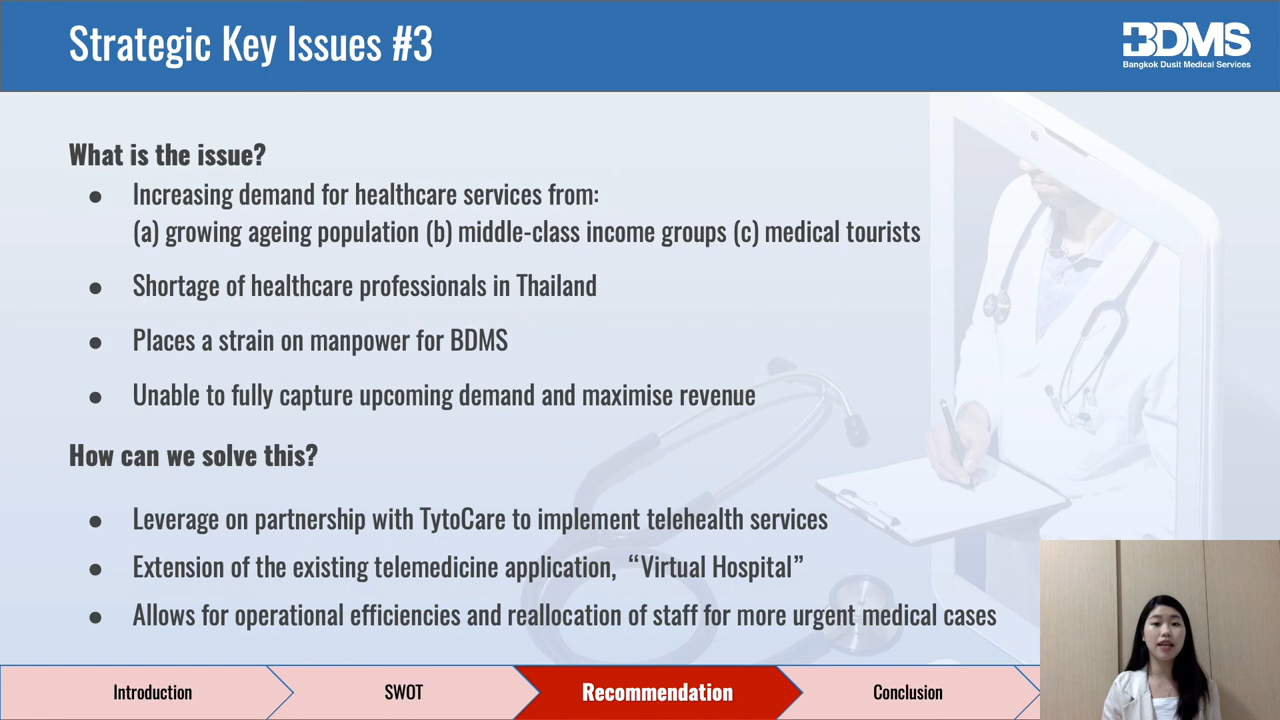 Strategic Key Issues #3
BDMS
Bangkok Dusit Medical Services
What is the issue?
● Increasing demand for healthcare services from:
(a) growing ageing population (b) middle-class income groups (c) medical tourists
● Shortage of healthcare professionals in Thailand
● Places a strain on manpower for BDMS
● Unable to fully capture upcoming demand and maximise revenue
How can we solve this?
● Leverage on partnership with TytoCare to implement telehealth services
● Extension of the existing telemedicine application, “Virtual Hospital”
● Allows for operational efficiencies and reallocation of staff for more urgent medical cases
Introduction
SWOT
Recommendation
Conclusion